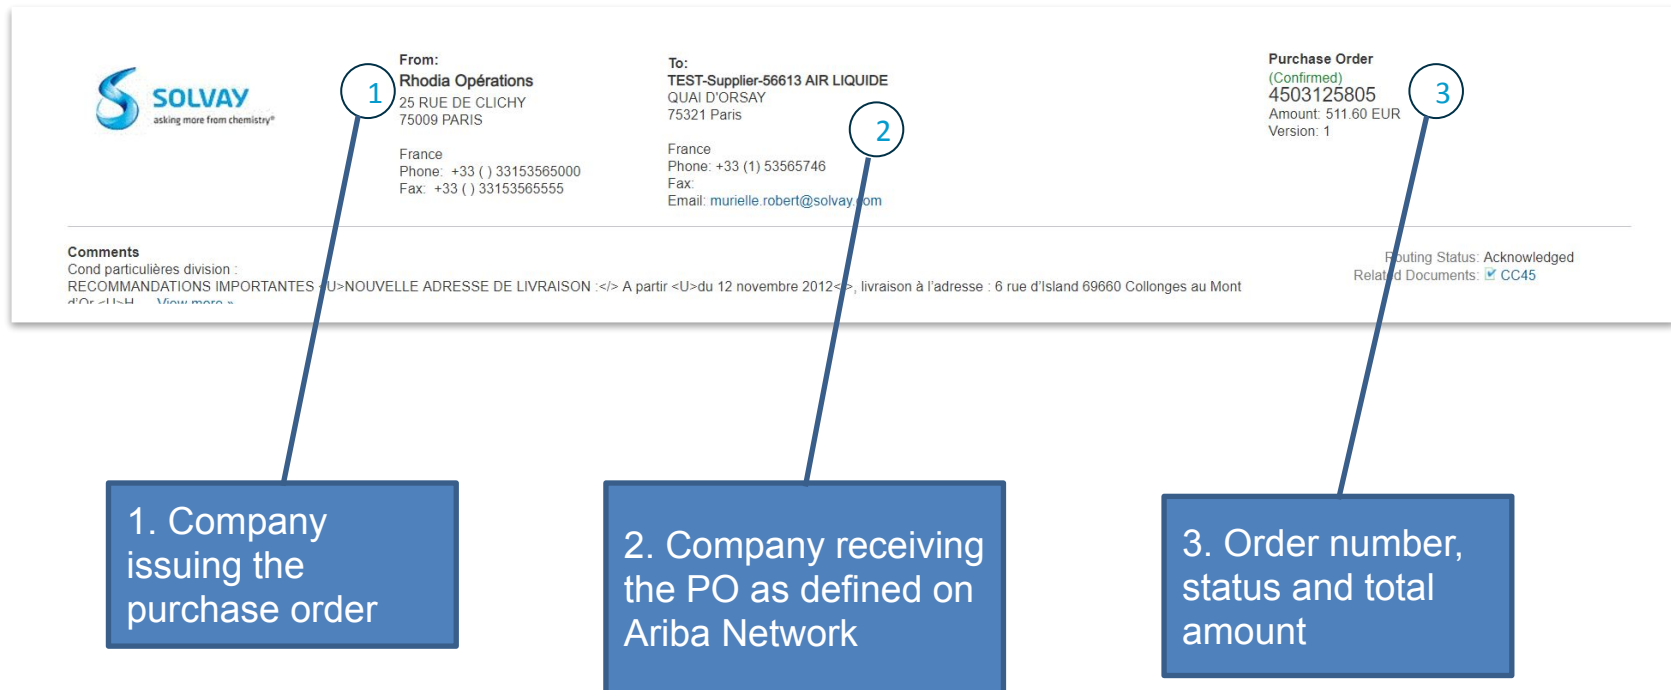 SOLVAY
asking more from chemistry®
From:
Rhodia Opérations
25 RUE DE CLICHY
75009 PARIS
France
Phone: +33 ( ) 33153565000
Fax: +33 ( ) 33153565555
1
To:
TEST-Supplier-56613 AIR LIQUIDE
QUAI D'ORSAY
75321 Paris
France
Phone: +33 (1) 53565746
Fax:
Email: murielle.robert@solvay.com
2
Purchase Order
(Confirmed)
4503125805
Amount: 511.60 EUR
Version: 1
3
Comments
Cond particulières division :
RECOMMANDATIONS IMPORTANTES <U>NOUVELLE ADRESSE DE LIVRAISON :</> A partir <U>du 12 novembre 2012</>, livraison à l'adresse : 6 rue d'Island 69660 Collonges au Mont
d'Or <U>H... View more »
Routing Status: Acknowledged
Related Documents: CC45
1. Company
issuing the
purchase order
2. Company receiving
the PO as defined on
Ariba Network
3. Order number,
status and total
amount